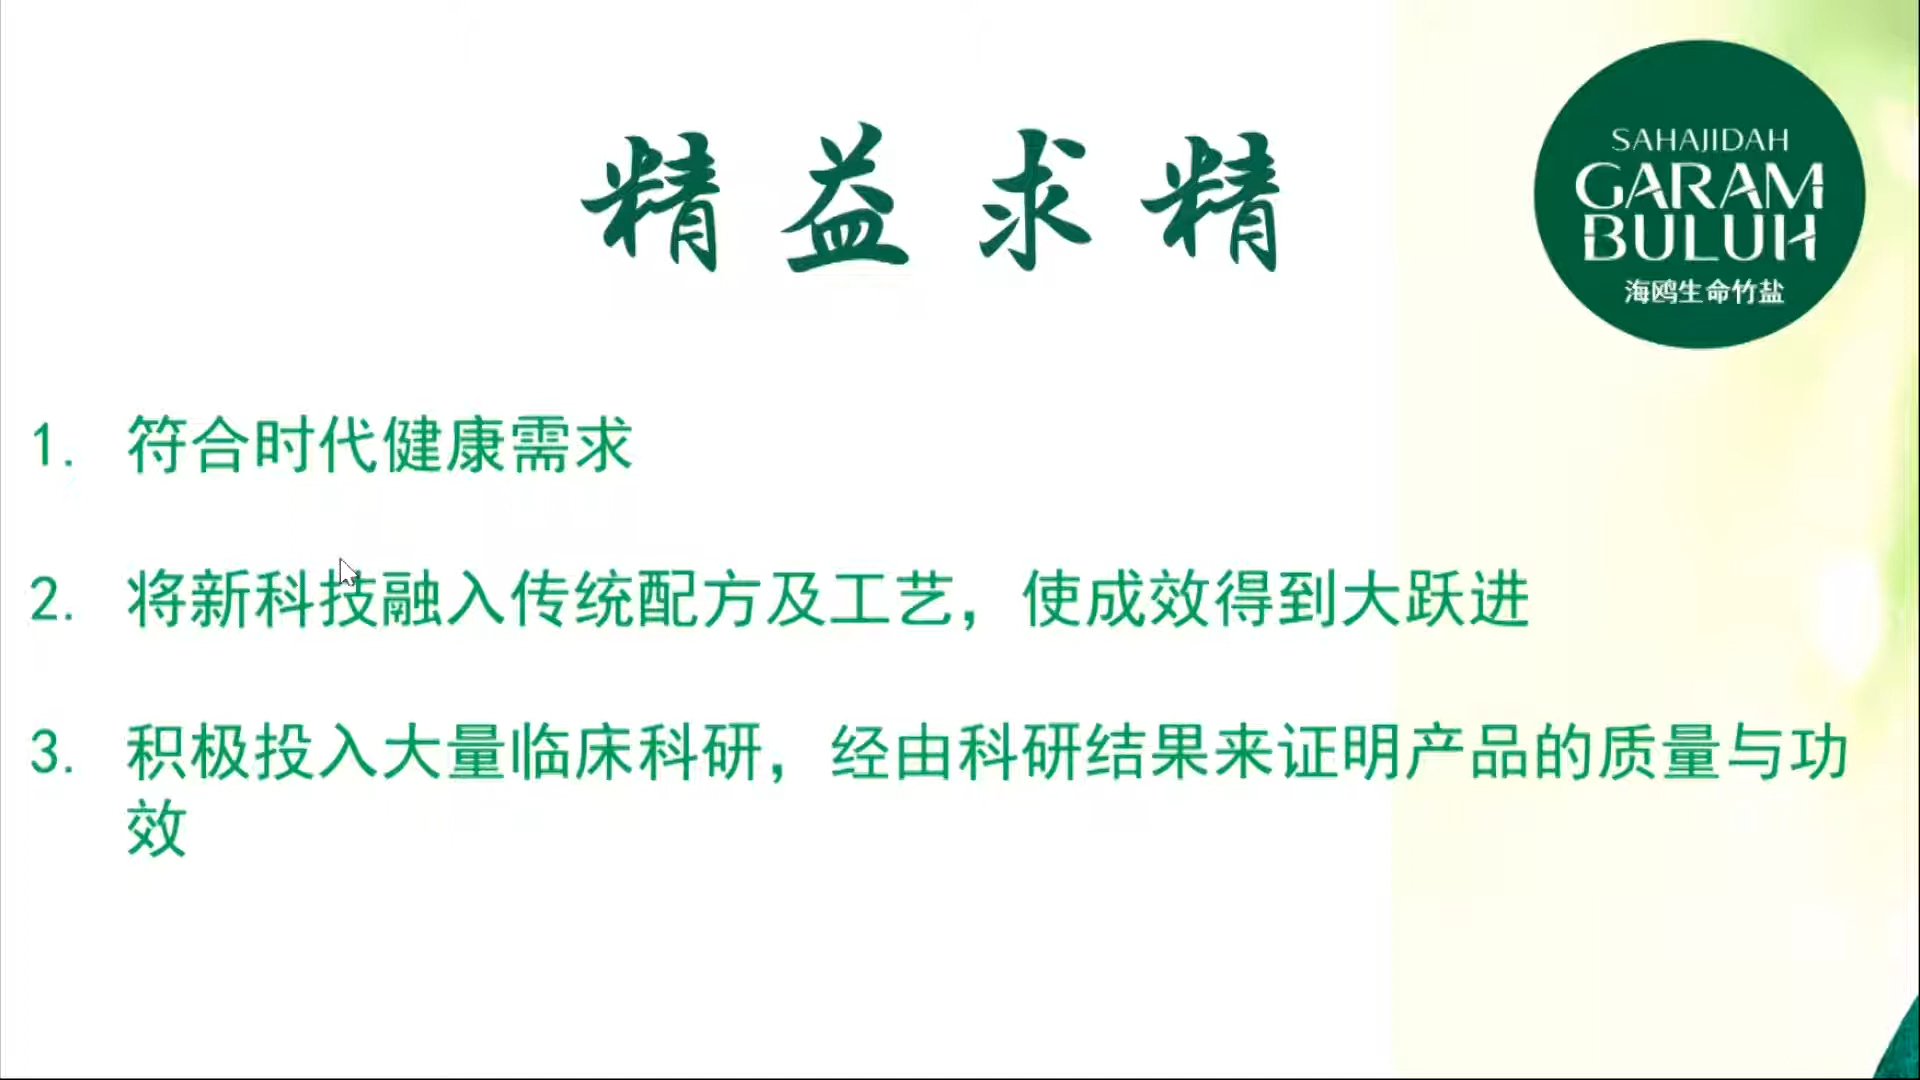 精益求精
SAHAJIDAH
GARAM
BULUH
海鸥生命竹盐
1. 符合时代健康需求
2. 将新科技融入传统配方及工艺，使成效得到大跃进
3. 积极投入大量临床科研，经由科研结果来证明产品的质量与功
效